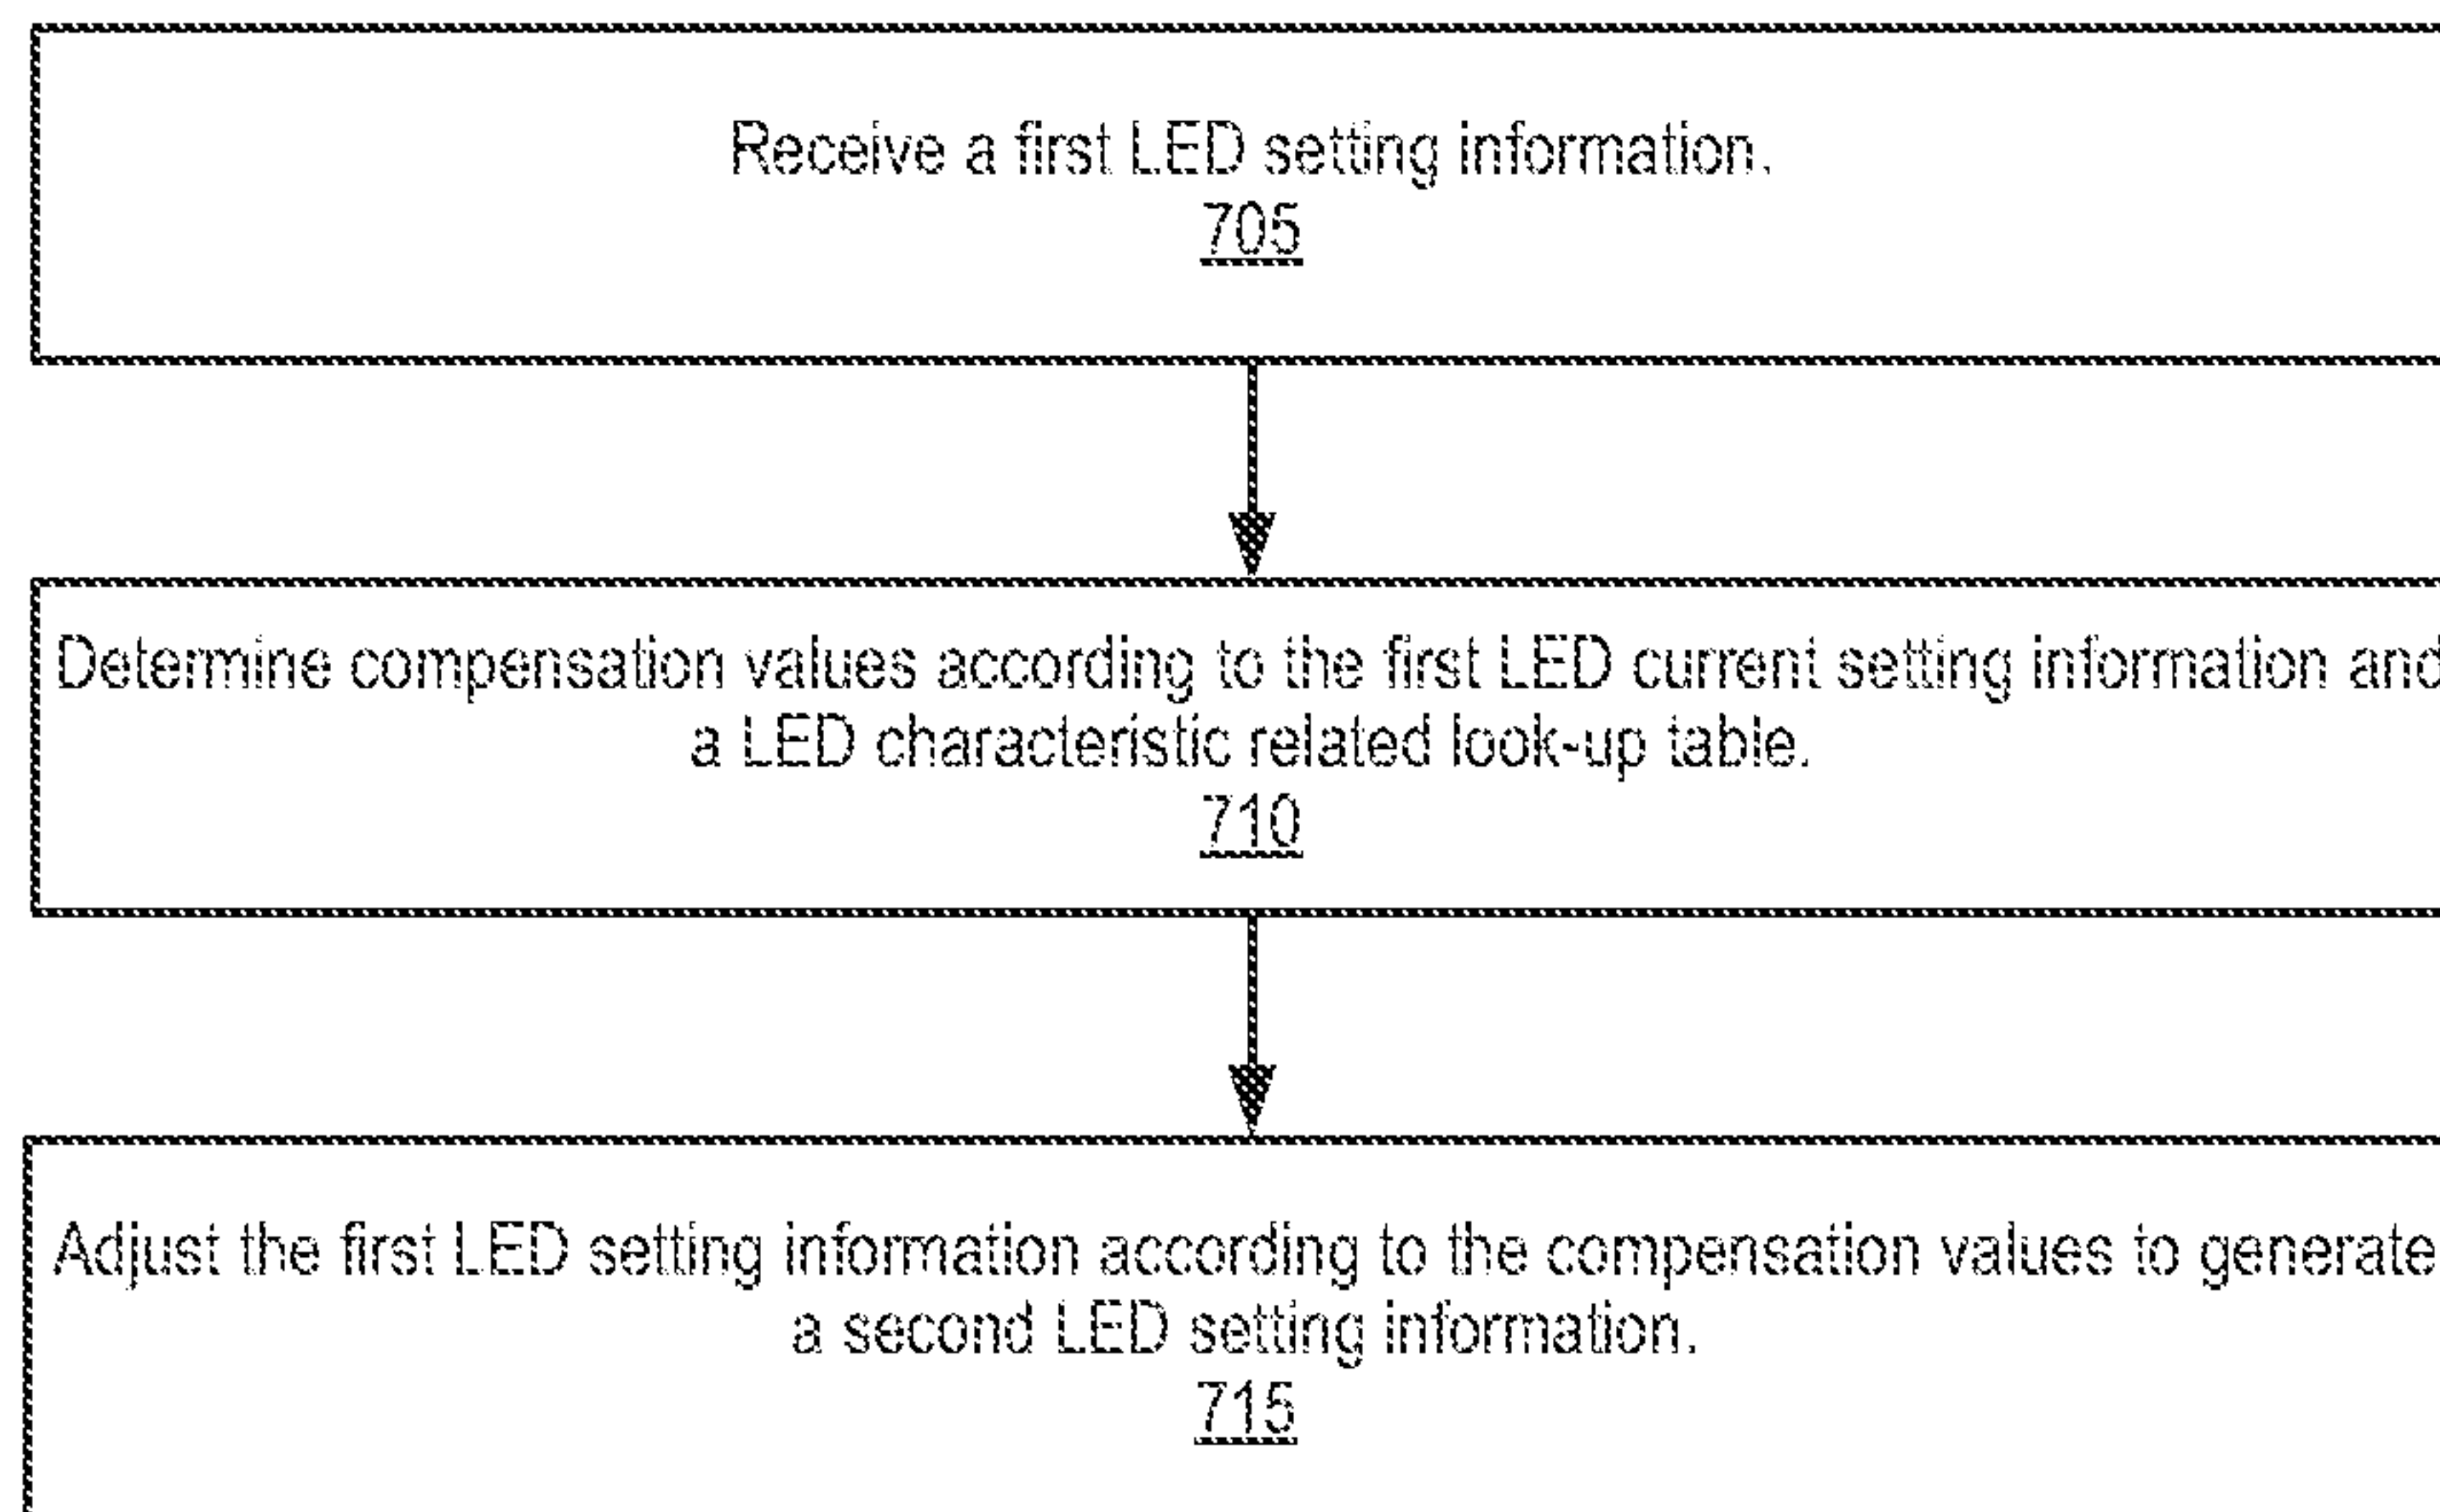 Receive a first LED setting information.
705
Determine compensation values according to the first LED current setting information and
a LED characteristic related look-up table.
710
Adjust the first LED setting information according to the compensation values to generate
a second LED setting information.
715